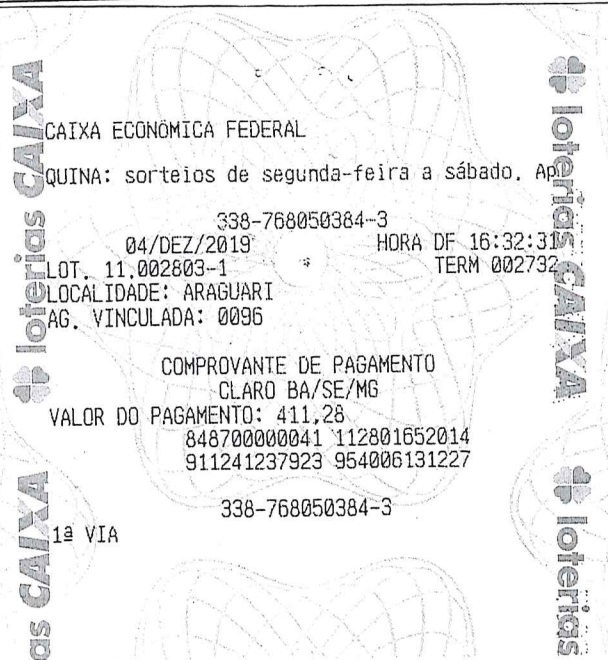 CAIXA ECONÔMICA FEDERAL
QUINA: sorteios de segunda-feira a sábado. Ap
338-768050384-3
04/DEZ/2019 HORA DF 16:32:31
LOT. 11.002803-1 TERM 002732
LOCALIDADE: ARAGUARI
AG. VINCULADA: 0096
COMPROVANTE DE PAGAMENTO
CLARO BA/SE/MG
VALOR DO PAGAMENTO: 411,28
848700000041 112801652014
911241237923 954006131227
338-768050384-3
1ª VIA
loterias CAIXA
as CAIXA
loterias CAIXA
loterias